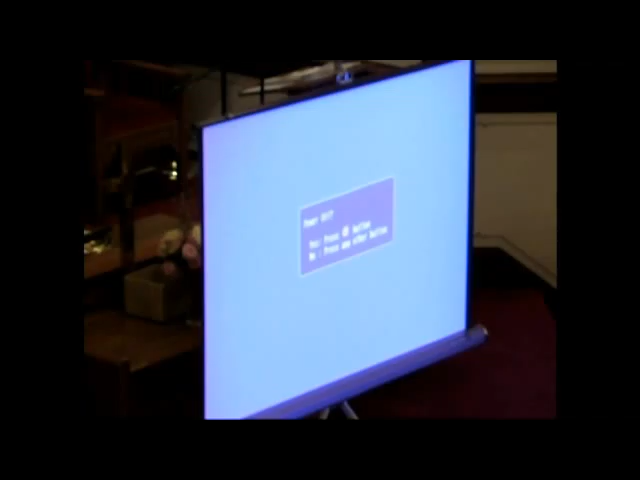 Power Off?
Yes: Press  button
No : Press any other button